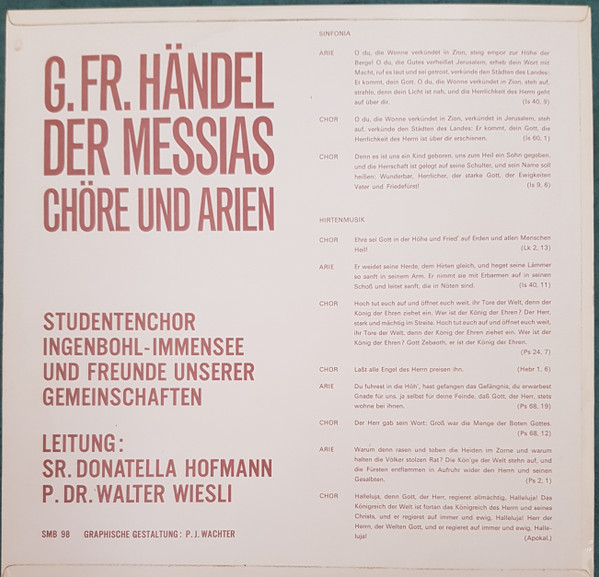 G. FR. HÄNDEL
DER MESSIAS
CHÖRE UND ARIEN
STUDENTENCHOR
INGENBOHL-IMMENSEE
UND FREUNDE UNSERER
GEMEINSCHAFTEN
LEITUNG:
SR. DONATELLA HOFMANN
P. DR. WALTER WIESLI
SMB 98 GRAPHISCHE GESTALTUNG: P. J. WACHTER
SINFONIA
ARIE O du, die Wonne verkündet in Zion, steig empor zur Höhe der
Berge! O du, die Gutes verheißet Jerusalem, erheb dein Wort mit
Macht, ruf es laut und sei getrost, verkünde den Städten des Landes:
Er kommt, dein Gott. O du, die Wonne verkündet in Zion, steh auf,
strahle, denn dein Licht ist nah, und die Herrlichkeit des Herrn geht
auf über dir. (Is 40, 9)
CHOR O du, die Wonne verkündet in Zion, verkündet in Jerusalem, steh
auf, verkünde den Städten des Landes: Er kommt, dein Gott, die
Herrlichkeit des Herrn ist über dir erschienen. (Is 60, 1)
CHOR Denn es ist uns ein Kind geboren, uns zum Heil ein Sohn gegeben,
und die Herrschaft ist gelegt auf seine Schulter, und sein Name soll
heißen: Wunderbar, Herrlicher, der starke Gott, der Ewigkeiten
Vater und Friedefürst! (Is 9, 6)
HIRTENMUSIK
CHOR Ehre sei Gott in der Höhe und Fried' auf Erden und allen Menschen
Heil! (Lk 2, 13)
ARIE Er weidet seine Herde, dem Hirten gleich, und heget seine Lämmer
so sanft in seinem Arm. Er nimmt sie mit Erbarmen auf in seinen
Schoß und leitet sanft, die in Nöten sind. (Is 40, 11)
CHOR Hoch tut euch auf und öffnet euch weit, ihr Tore der Welt, denn der
König der Ehren ziehet ein. Wer ist der König der Ehren? Der Herr,
stark und mächtig im Streite. Hoch tut euch auf und öffnet euch weit,
ihr Tore der Welt, denn der König der Ehren ziehet ein. Wer ist der
König der Ehren? Gott Zebaoth, er ist der König der Ehren.
(Ps 24, 7)
CHOR Laßt alle Engel des Herrn preisen ihn. (Hebr 1, 6)
ARIE Du fuhrest in die Höh', hast gefangen das Gefängnis, du erwarbest
Gnade für uns, ja selbst für deine Feinde, daß Gott, der Herr, stets
wohne bei ihnen. (Ps 68, 19)
CHOR Der Herr gab sein Wort: Groß war die Menge der Boten Gottes.
(Ps 68, 12)
ARIE Warum denn rasen und toben die Heiden im Zorne und warum
halten die Völker stolzen Rat? Die Kön'ge der Welt stehn auf, und
die Fürsten entflammen in Aufruhr wider den Herrn und seinen
Gesalbten. (Ps 2, 1)
CHOR Halleluja, denn Gott, der Herr, regieret allmächtig, Halleluja! Das
Königreich der Welt ist fortan das Königreich des Herrn und seines
Christs, und er regieret auf immer und ewig, Halleluja! Herr der
Herrn, der Welten Gott, und er regieret auf immer und ewig, Halle-
luja! (Apokal.)